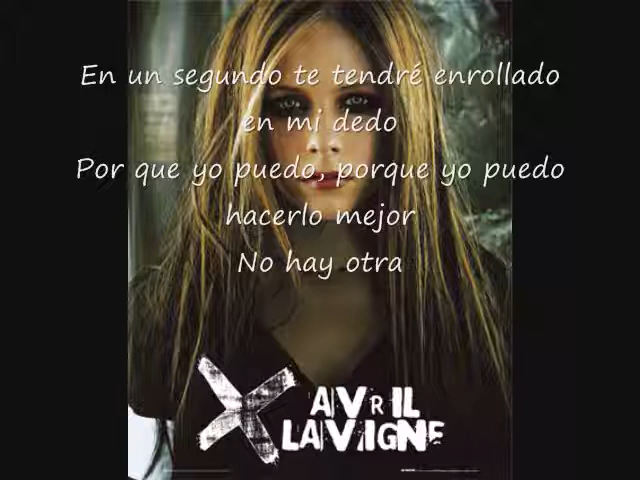 En un segundo te tendré enrollado
en mi dedo
Por que yo puedo, porque yo puedo
hacerlo mejor
No hay otra
AVRIL
LAVIGNE